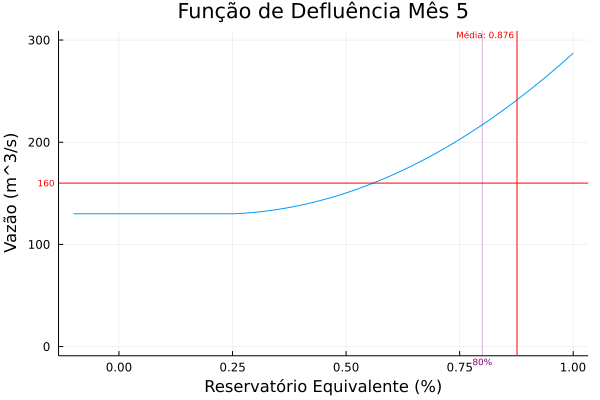 Função de Defluência Mês 5
Média: 0.876
300
200
160
100
0
Vazão (m^3/s)
0.00
0.25
0.50
0.75
80%
1.00
Reservatório Equivalente (%)